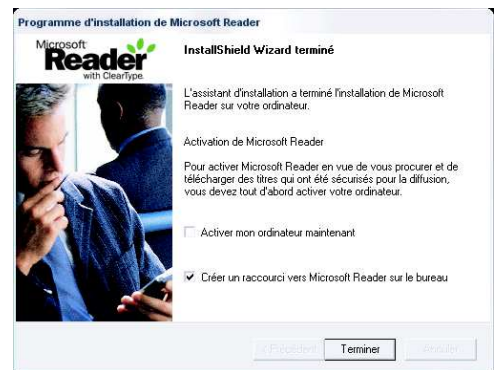 Programme d'installation de Microsoft Reader
Microsoft
Reader
with ClearType
InstallShield Wizard terminé
L'assistant d'installation a terminé l'installation de Microsoft
Reader sur votre ordinateur.
Activation de Microsoft Reader
Pour activer Microsoft Reader en vue de vous procurer et de
télécharger des titres qui ont été sécurisés pour la diffusion,
vous devez tout d'abord activer votre ordinateur.
Activer mon ordinateur maintenant
Créer un raccourci vers Microsoft Reader sur le bureau
< Précédent Terminer Annuler